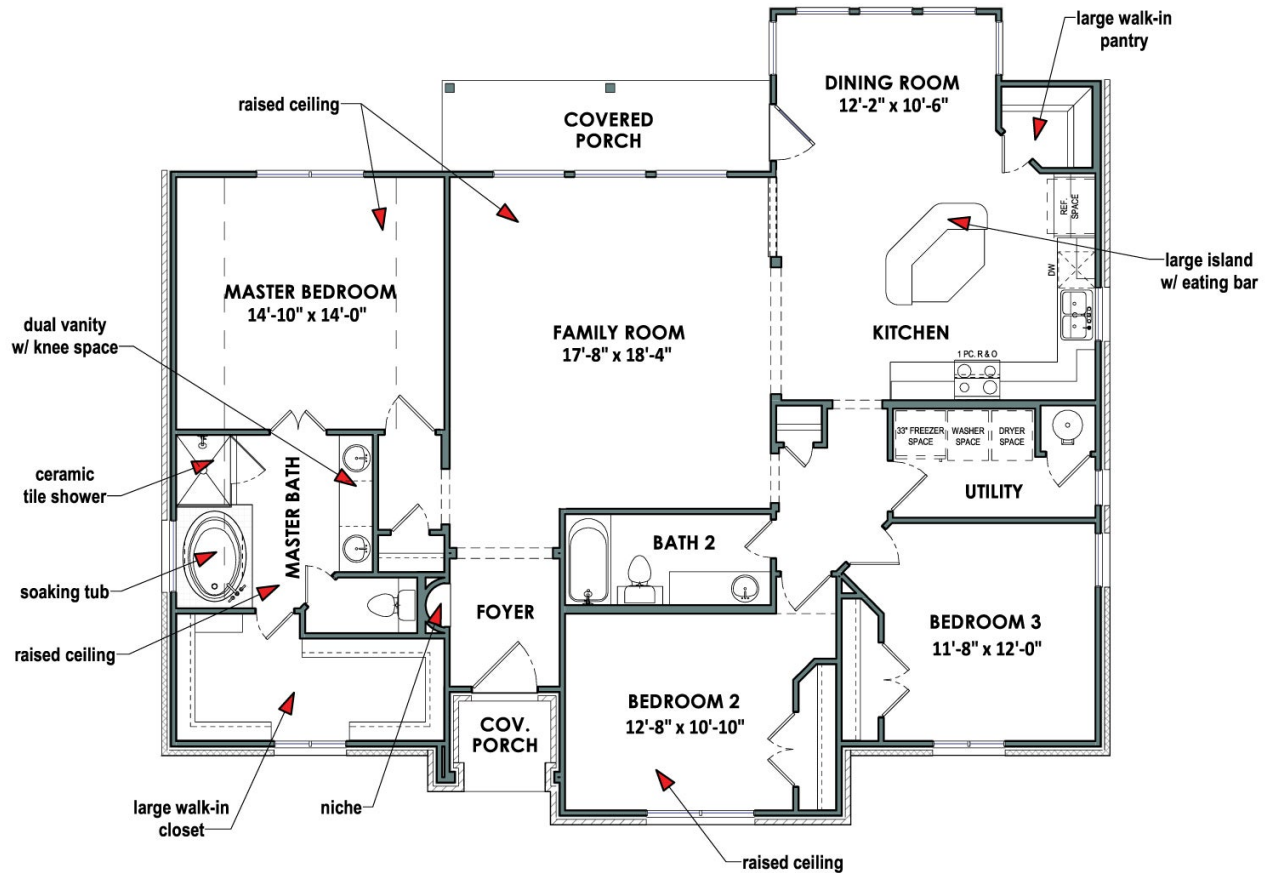 large walk-in
pantry
raised ceiling
DINING ROOM
12'-2" x 10'-6"
COVERED
PORCH
REF.
SPACE
large island
w/ eating bar
DW
MASTER BEDROOM
14'-10" x 14'-0"
dual vanity
w/ knee space
FAMILY ROOM
17'-8" x 18'-4"
KITCHEN
1 PC. R & O
33" FREEZER
SPACE
WASHER
SPACE
DRYER
SPACE
ceramic
tile shower
MASTER BATH
UTILITY
BATH 2
soaking tub
FOYER
BEDROOM 3
11'-8" x 12'-0"
raised ceiling
BEDROOM 2
12'-8" x 10'-10"
COV.
PORCH
large walk-in
closet
niche
raised ceiling